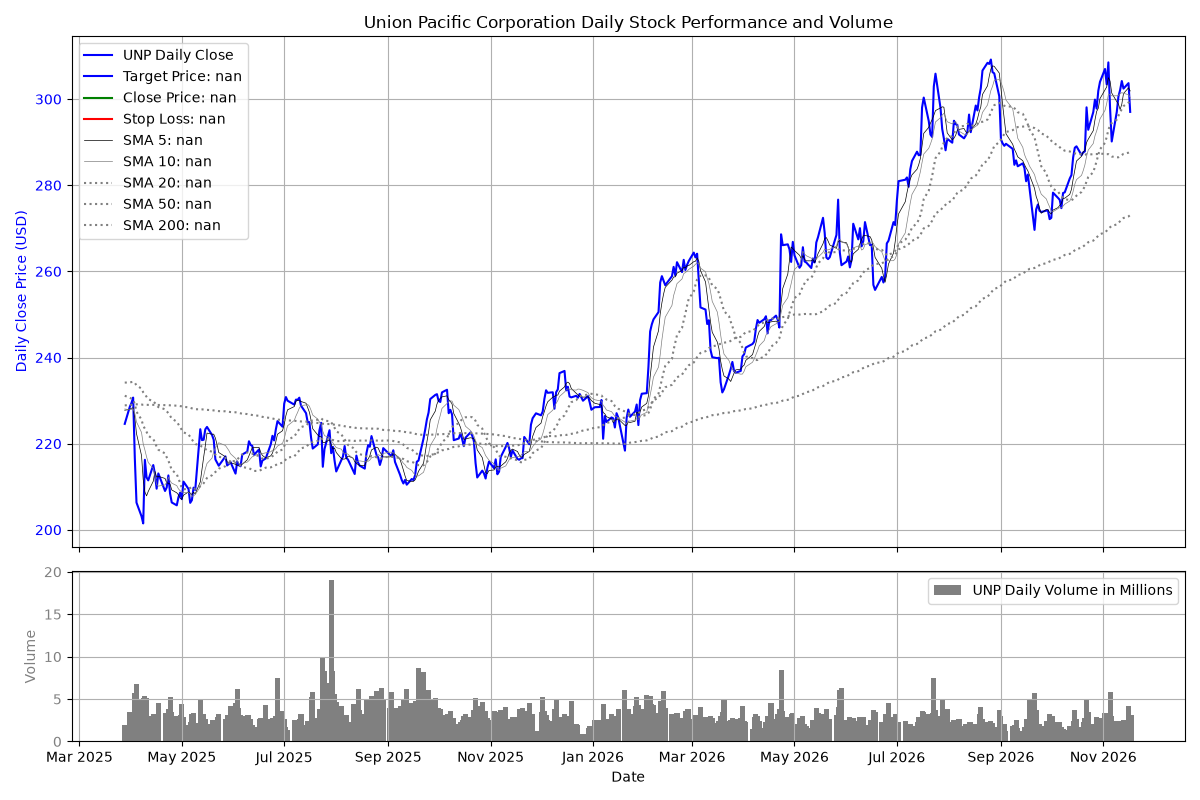 Union Pacific Corporation Daily Stock Performance and Volume
UNP Daily Close
Target Price: nan
Close Price: nan
Stop Loss: nan
SMA 5: nan
SMA 10: nan
SMA 20: nan
SMA 50: nan
SMA 200: nan
Daily Close Price (USD)
300
280
260
240
220
200
UNP Daily Volume in Millions
Volume
20
15
10
5
0
Mar 2025 May 2025 Jul 2025 Sep 2025 Nov 2025 Jan 2026 Mar 2026 May 2026 Jul 2026 Sep 2026 Nov 2026
Date